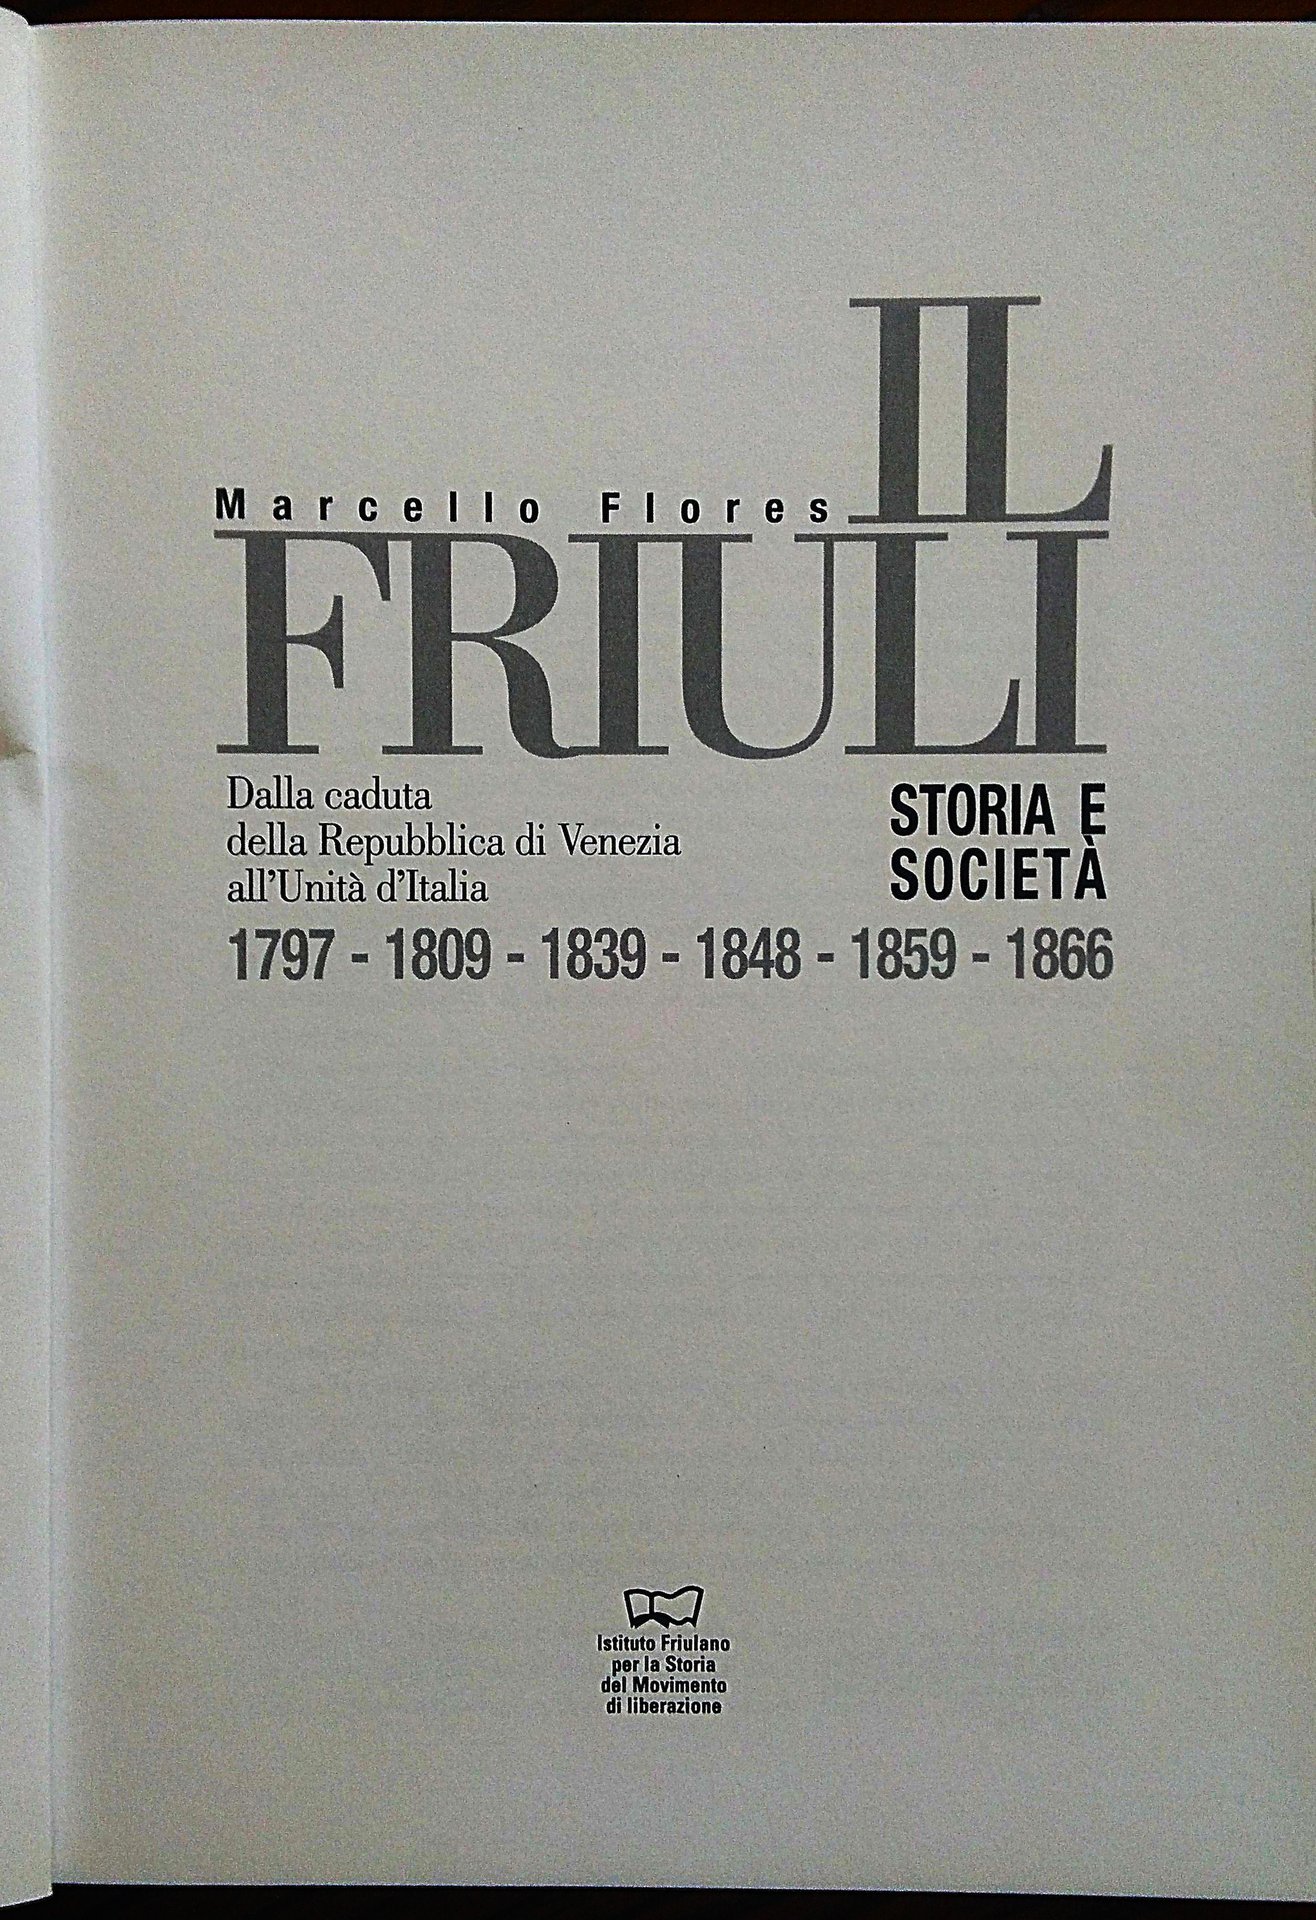 IL
Marcello Flores
FRIULI
Dalla caduta
della Repubblica di Venezia
all'Unità d'Italia
STORIA E
SOCIETÀ
1797 - 1809 - 1839 - 1848 - 1859 - 1866
Istituto Friulano
per la Storia
del Movimento
di liberazione